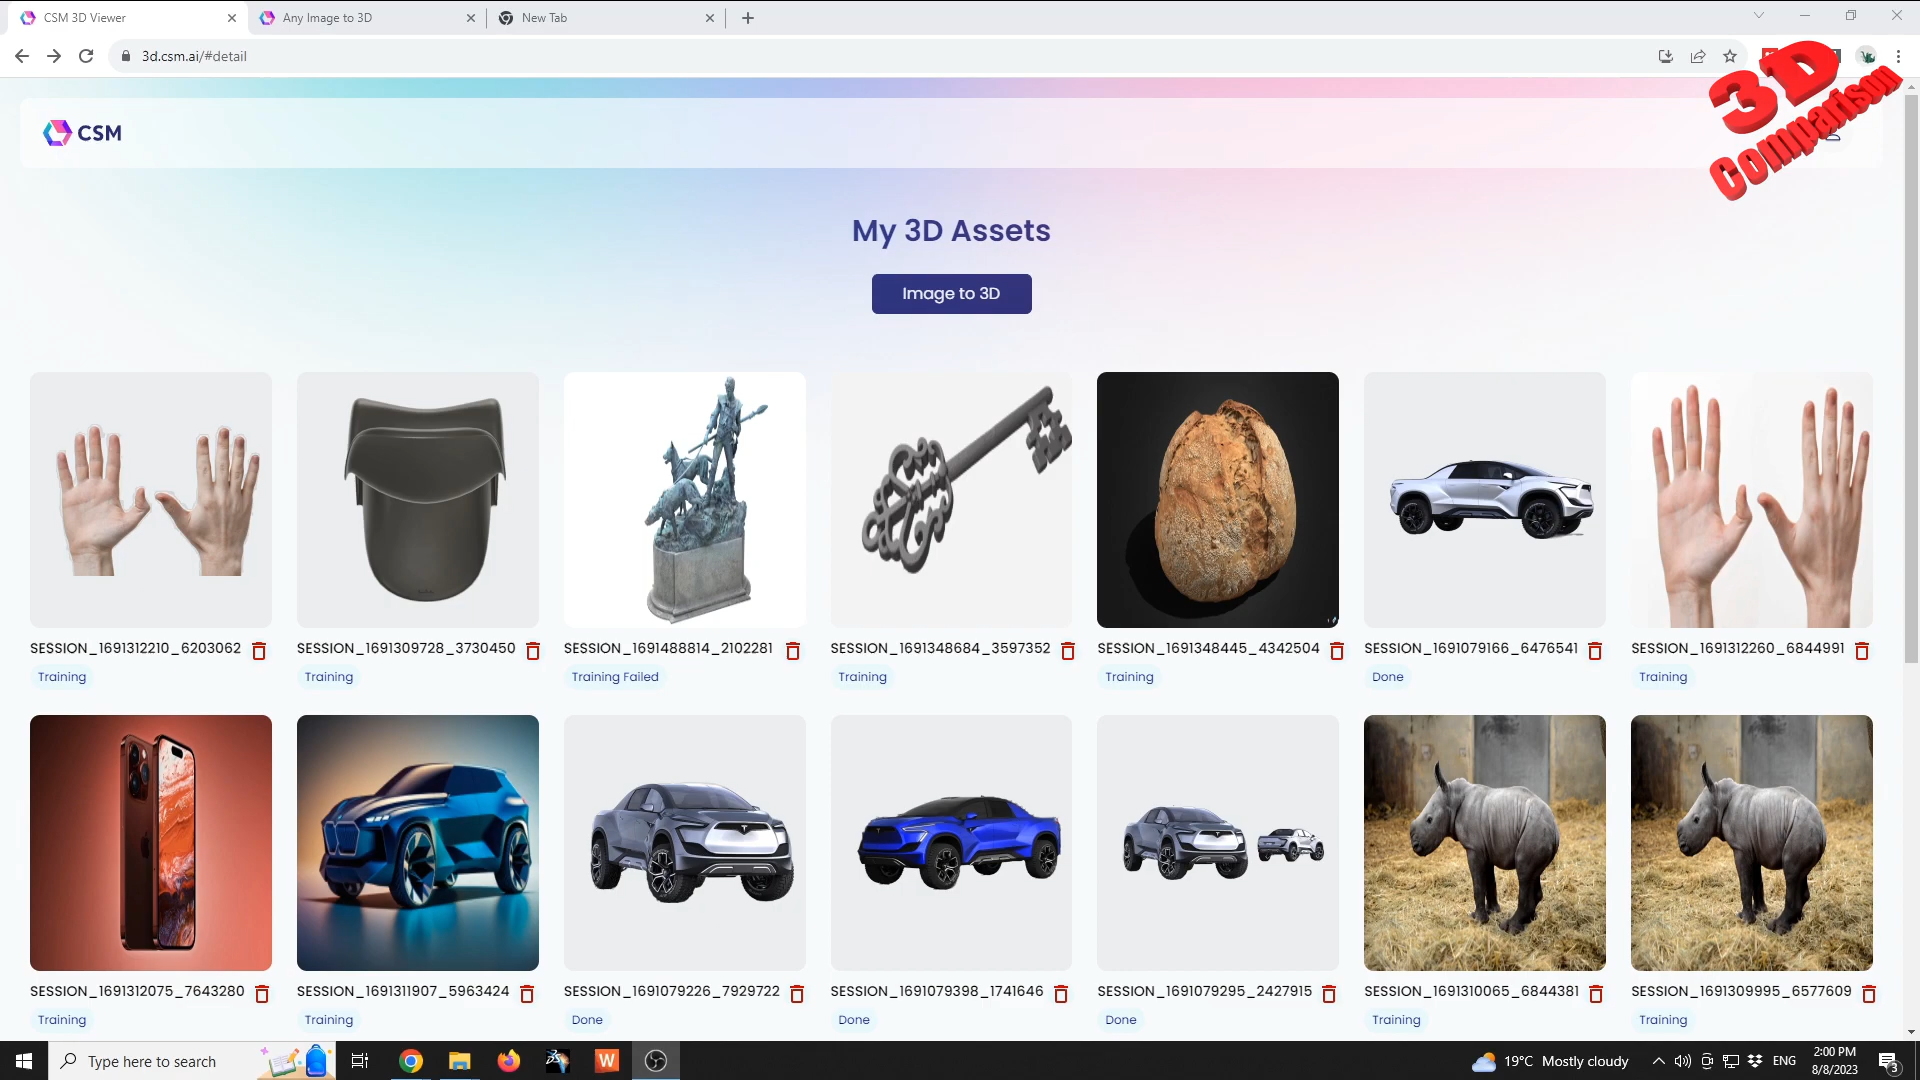 CSM 3D Viewer
Any Image to 3D
New Tab
3d.csm.ai/#detail
3D
Comparison
CSM
My 3D Assets
Image to 3D
SESSION_1691312210_6203062
SESSION_1691309728_3730450
SESSION_1691488814_2102281
SESSION_1691348684_3597352
SESSION_1691348445_4342504
SESSION_1691079166_6476541
SESSION_1691312260_6844991
Training
Training
Training Failed
Training
Training
Done
Training
SESSION_1691312075_7643280
SESSION_1691311907_5963424
SESSION_1691079226_7929722
SESSION_1691079398_1741646
SESSION_1691079295_2427915
SESSION_1691310065_6844381
SESSION_1691309995_6577609
Training
Training
Done
Done
Done
Training
Training
Type here to search
W
19°C Mostly cloudy
ENG
2:00 PM
8/8/2023
3